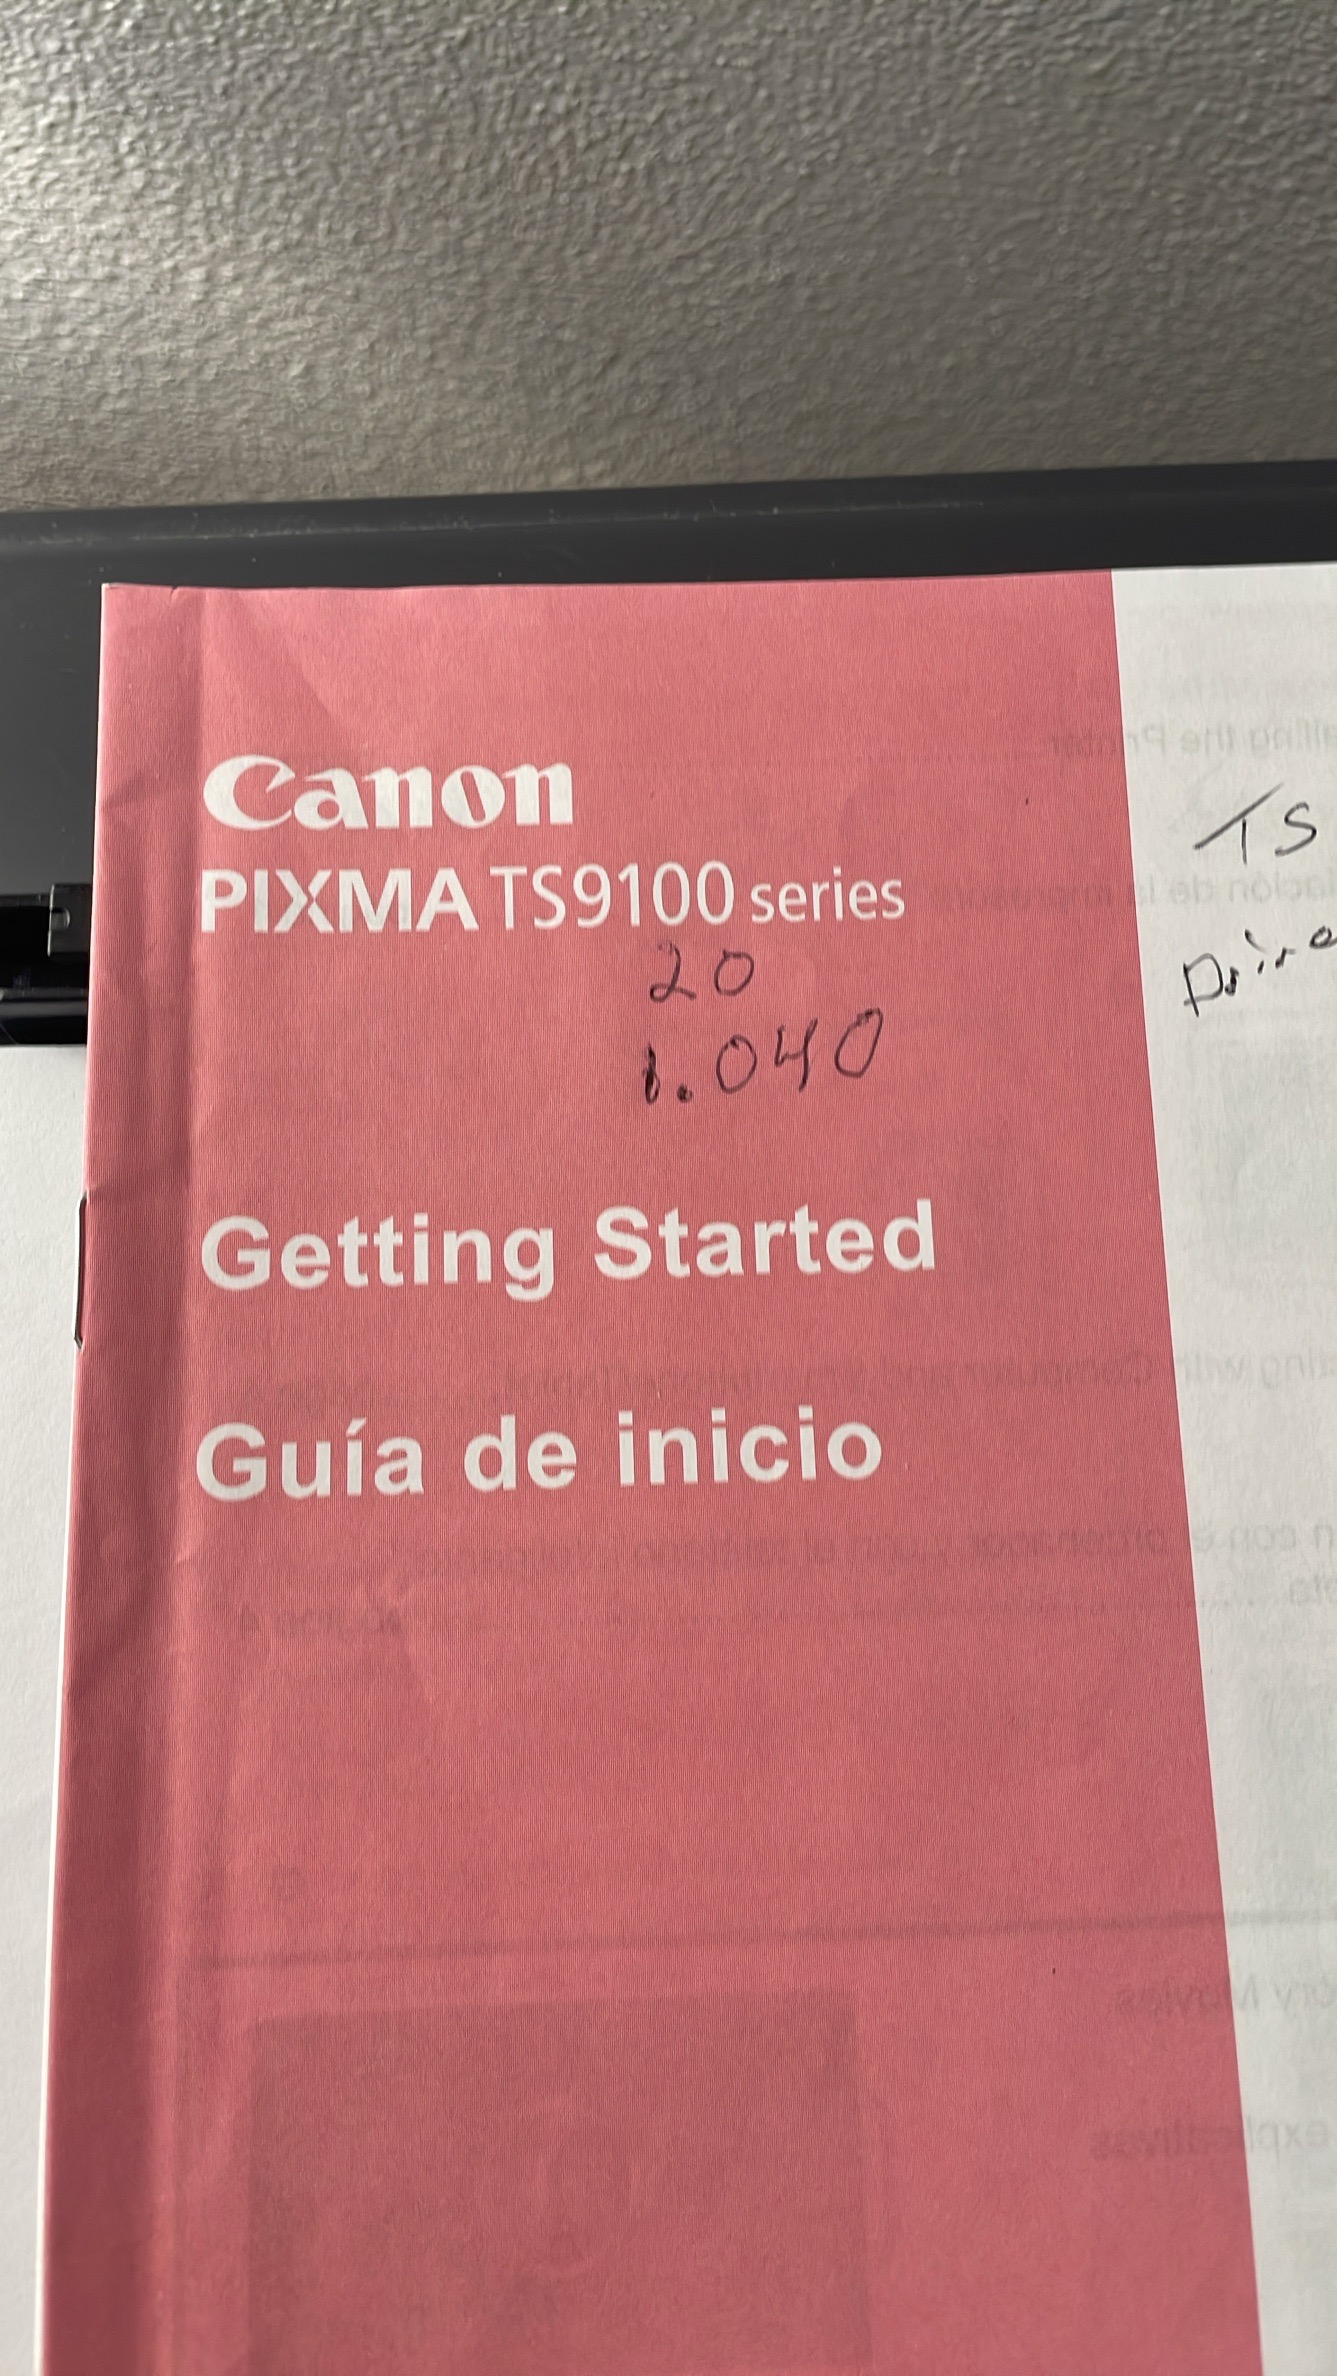 Canon
PIXMA TS9100 series
20
1.040
TS
Getting Started
Guía de inicio